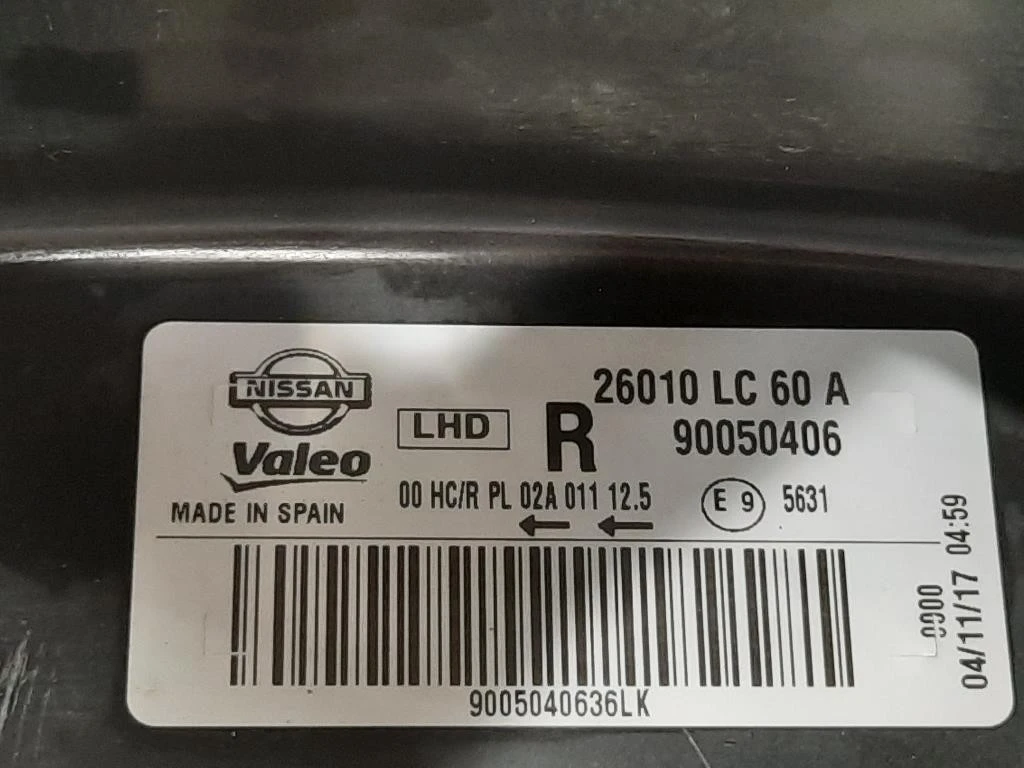 NISSAN
Valeo
LHD
R
26010 LC 60 A
90050406
00 HC/R PL 02A 011 12.5
E 9
5631
MADE IN SPAIN
9005040636LK
0000
04/11/17 04:59